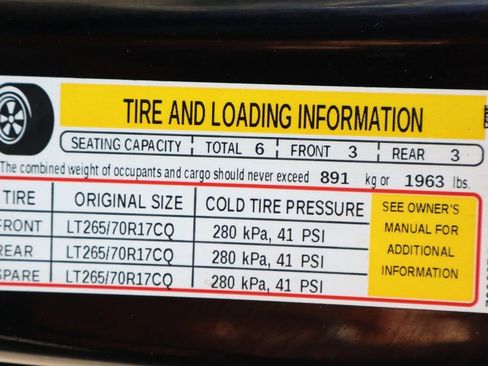 TIRE AND LOADING INFORMATION
SEATING CAPACITY TOTAL 6 FRONT 3 REAR 3
The combined weight of occupants and cargo should never exceed 891 kg or 1963 lbs.
TIRE ORIGINAL SIZE COLD TIRE PRESSURE
FRONT LT265/70R17CQ 280 kPa, 41 PSI
REAR LT265/70R17CQ 280 kPa, 41 PSI
SPARE LT265/70R17CQ 280 kPa, 41 PSI
SEE OWNER'S
MANUAL FOR
ADDITIONAL
INFORMATION